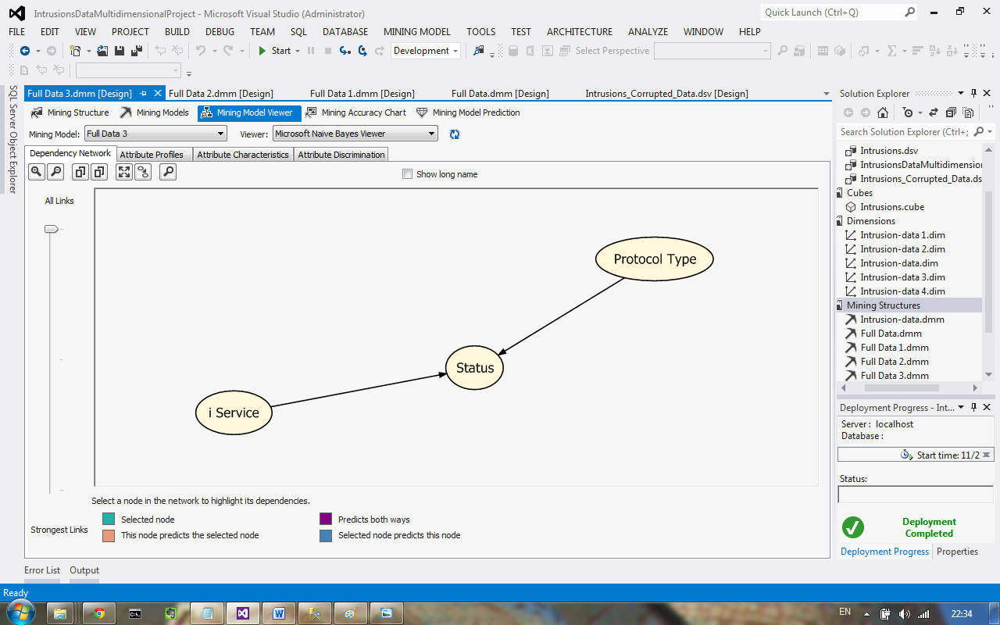 IntrusionsDataMultidimensionalProject - Microsoft Visual Studio (Administrator)
Quick Launch (Ctrl+Q)
FILE EDIT VIEW PROJECT BUILD DEBUG TEAM SQL DATABASE MINING MODEL TOOLS TEST ARCHITECTURE ANALYZE WINDOW HELP
Start Development Select Perspective
SQL Server Object Explorer
Full Data 3.dmm [Design] Full Data 2.dmm [Design] Full Data 1.dmm [Design] Full Data.dmm [Design] Intrusions_Corrupted_Data.dsv [Design]
Mining Structure Mining Models Mining Model Viewer Mining Accuracy Chart Mining Model Prediction
Mining Model: Full Data 3 Viewer: Microsoft Naive Bayes Viewer
Dependency Network Attribute Profiles Attribute Characteristics Attribute Discrimination
Show long name
All Links
Protocol Type
Status
i Service
Select a node in the network to highlight its dependencies.
Selected node Predicts both ways
Strongest Links
This node predicts the selected node Selected node predicts this node
Solution Explorer
Search Solution Explorer (Ctrl+;
Intrusions.dsv
IntrusionsDataMultidimension
Intrusions_Corrupted_Data.ds
Cubes
Intrusions.cube
Dimensions
Intrusion-data 1.dim
Intrusion-data 2.dim
Intrusion-data.dim
Intrusion-data 3.dim
Intrusion-data 4.dim
Mining Structures
Intrusion-data.dmm
Full Data.dmm
Full Data 1.dmm
Full Data 2.dmm
Full Data 3.dmm
Deployment Progress - Int...
Server : localhost
Database :
Start time: 11/2
Status:
Deployment
Completed
Deployment Progress Properties
Error List Output
Ready
EN 22:34